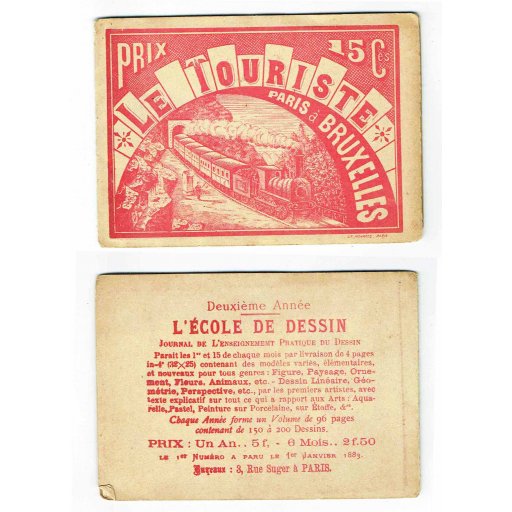 PRIX
15 Ces
LE TOURISTE
PARIS à BRUXELLES
Deuxième Année
L'ÉCOLE DE DESSIN
JOURNAL DE L'ENSEIGNEMENT PRATIQUE DU DESSIN
Parait les 1er et 15 de chaque mois par livraison de 4 pages
in-4° (32×25) contenant des modèles variés, élémentaires,
et nouveaux pour tous genres: Figure, Paysage, Orne-
ment, Fleurs, Animaux, etc. - Dessin Linéaire, Géo-
métrie, Perspective, etc., par les premiers artistes, avec
texte explicatif sur tout ce qui a rapport aux Arts: Aqua-
relle, Pastel, Peinture sur Porcelaine, sur Étoffe, &a.
Chaque Année forme un Volume de 96 pages
contenant de 150 à 200 Dessins.
PRIX: UN AN.. 5f. - 6 MOIS.. 2f.50
LE 1er NUMÉRO A PARU LE 1er JANVIER 1883.
Bureaux: 3, RUE SUGER à PARIS.